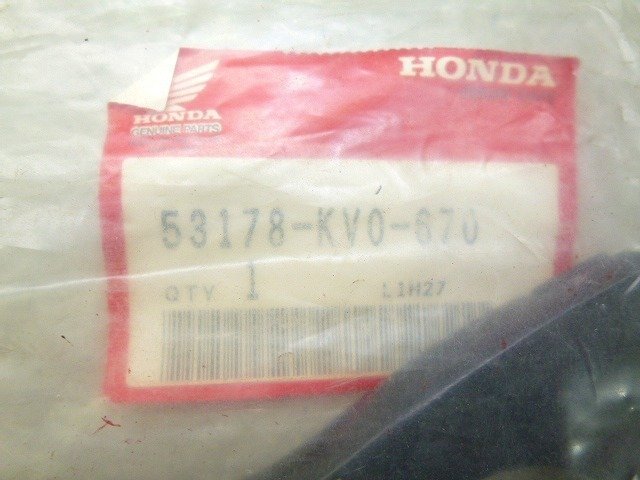 HONDA
HONDA
GENUINE PARTS
53178-KV0-670
QTY 1 L1H27